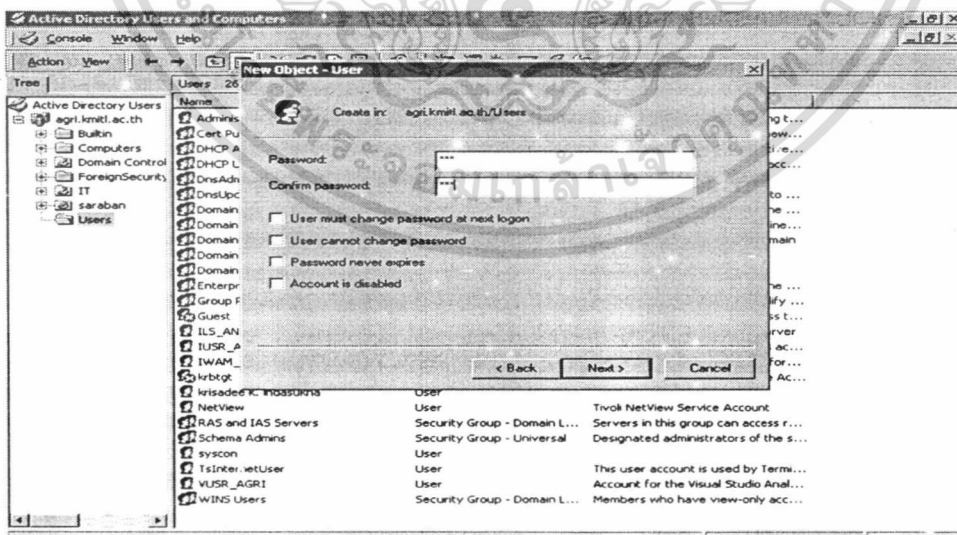 Active Directory Users and Computers
Console Window Help
Action View
Tree
Users 26
Active Directory Users
agri.kmitl.ac.th
Builtin
Computers
Domain Control
ForeignSecurity
IT
saraban
Users
Name
Adminis
Cert Pu
DHCP A
DHCP L
DnsAdm
DnsUpd
Domain
Domain
Domain
Domain
Domain
Enterpr
Group P
Guest
ILS_AN
IUSR_A
IWAM_
krbtgt
krisadee K.
User
NetView
User
Tivoli NetView Service Account
RAS and IAS Servers
Security Group - Domain L...
Servers in this group can access r...
Schema Admins
Security Group - Universal
Designated administrators of the s...
syscon
User
TsInternetUser
User
This user account is used by Termi...
VUSR_AGRI
User
Account for the Visual Studio Anal...
WINS Users
Security Group - Domain L...
Members who have view-only acc...
New Object - User
Create in: agri.kmitl.ac.th/Users
Password: ***
Confirm password: ***
User must change password at next logon
User cannot change password
Password never expires
Account is disabled
< Back
Next >
Cancel